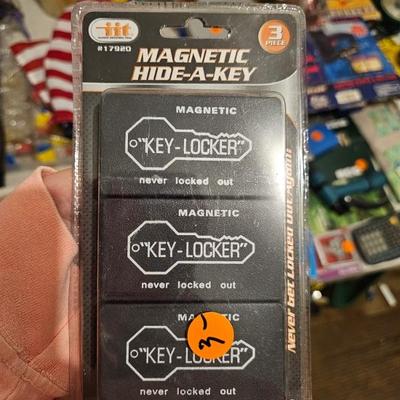 iit
#17920
MAGNETIC
HIDE-A-KEY
3
PIECE
MAGNETIC
"KEY-LOCKER"
never locked out
MAGNETIC
"KEY-LOCKER"
never locked out
"KEY-LOCKER"
never locked out
3-
Never Get Locked Out Again!!